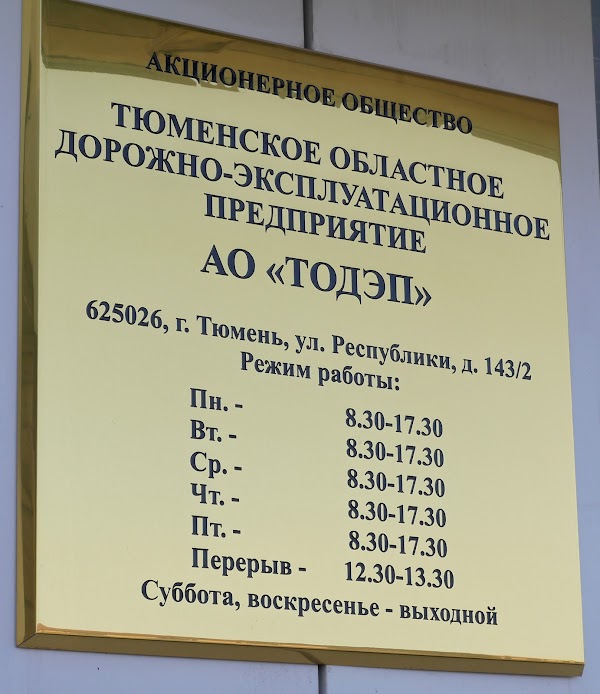 АКЦИОНЕРНОЕ ОБЩЕСТВО
ТЮМЕНСКОЕ ОБЛАСТНОЕ
ДОРОЖНО-ЭКСПЛУАТАЦИОННОЕ
ПРЕДПРИЯТИЕ
АО «ТОДЭП»
625026, г. Тюмень, ул. Республики, д. 143/2
Режим работы:
Пн. - 8.30-17.30
Вт. - 8.30-17.30
Ср. - 8.30-17.30
Чт. - 8.30-17.30
Пт. - 8.30-17.30
Перерыв - 12.30-13.30
Суббота, воскресенье - выходной